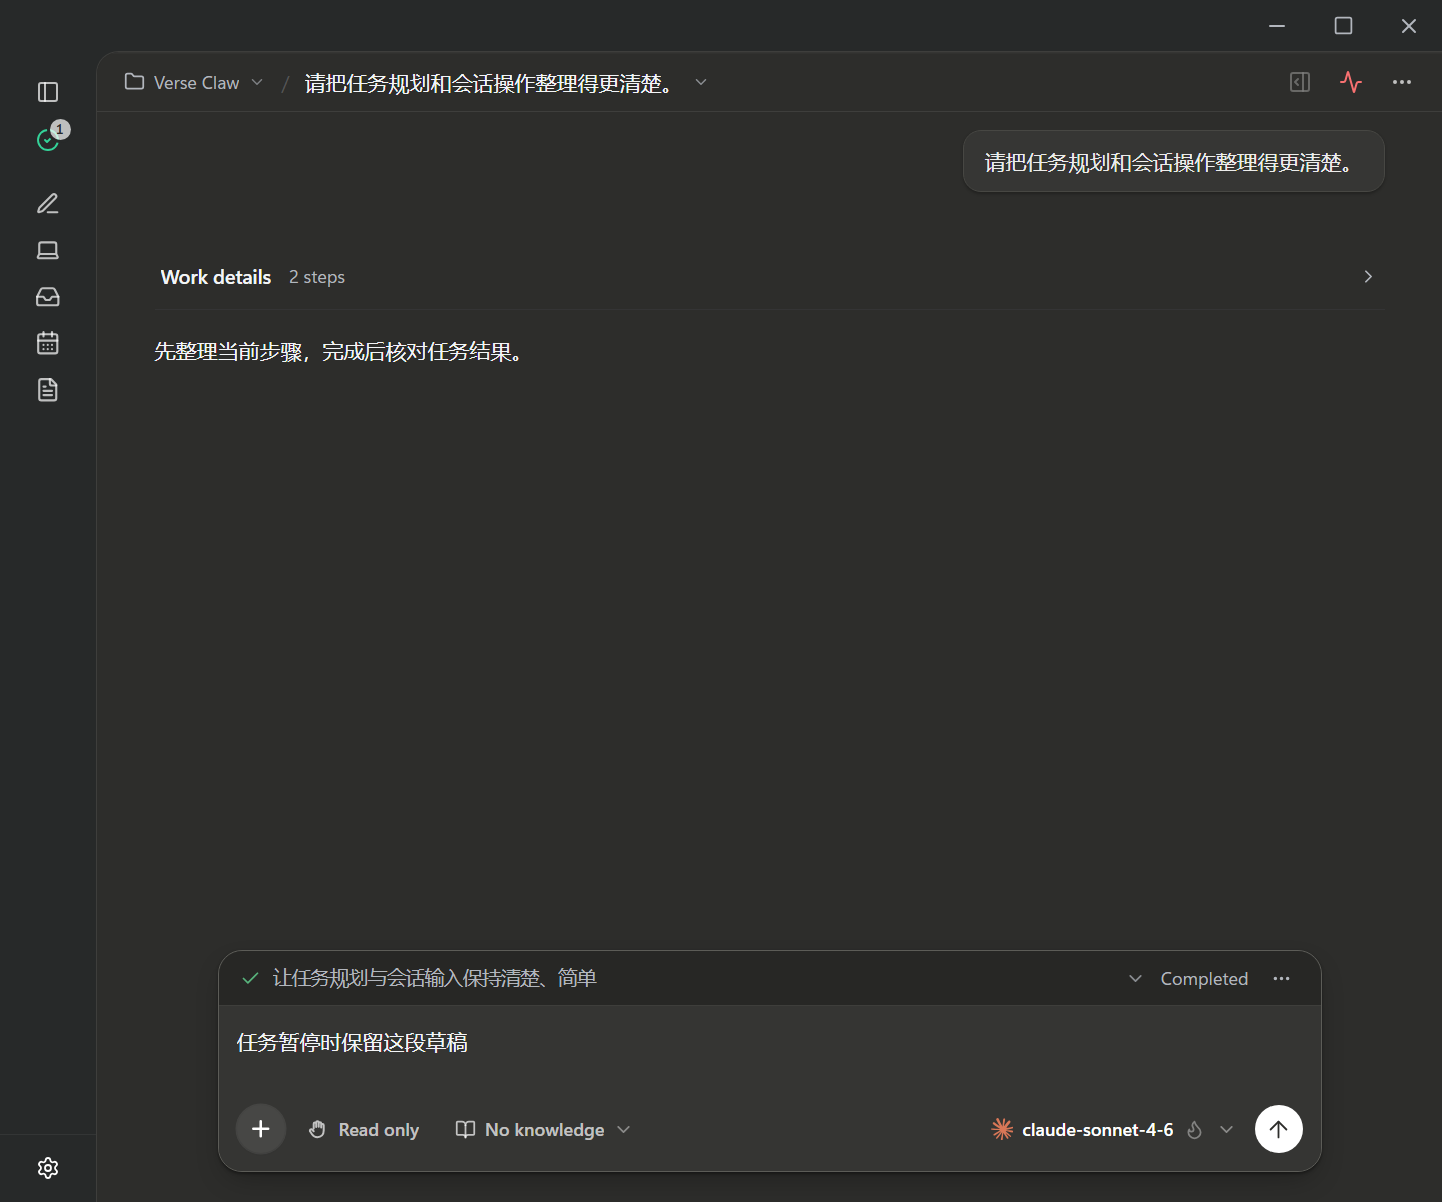 Verse Claw / 请把任务规划和会话操作整理得更清楚。
1
请把任务规划和会话操作整理得更清楚。
Work details 2 steps
先整理当前步骤，完成后核对任务结果。
让任务规划与会话输入保持清楚、简单 Completed
任务暂停时保留这段草稿
Read only No knowledge claude-sonnet-4-6